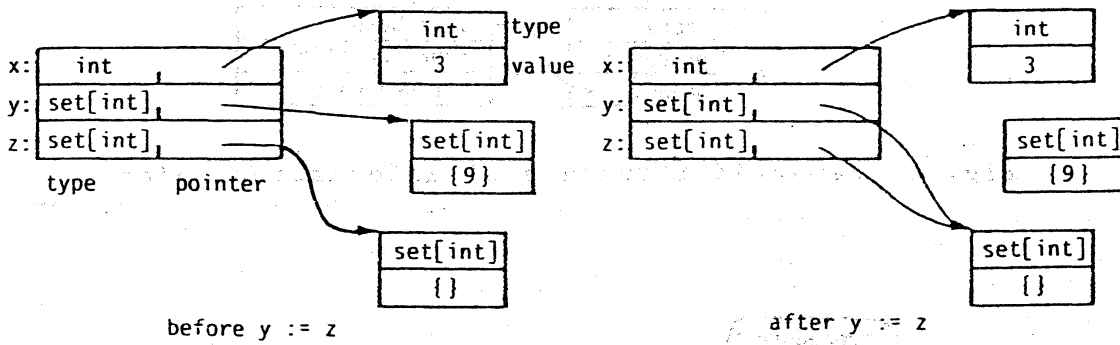 int type
3 value
x: int
y: set[int]
z: set[int]
type pointer
set[int]
{9}
set[int]
{}
before y := z
int
3
x: int
y: set[int]
z: set[int]
set[int]
{9}
set[int]
{}
after y := z